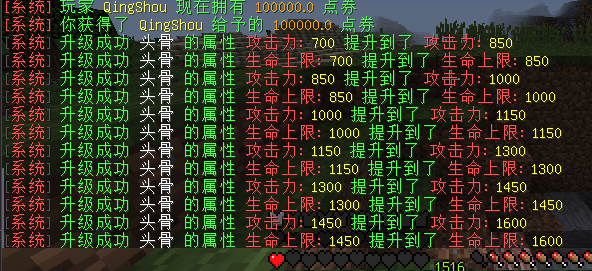 [系统] 玩家 QingShou 现在拥有 100000.0 点券
[系统] 你获得了 QingShou 给予的 100000.0 点券
[系统] 升级成功 头骨 的属性 攻击力: 700 提升到了 攻击力: 850
[系统] 升级成功 头骨 的属性 生命上限: 700 提升到了 生命上限: 850
[系统] 升级成功 头骨 的属性 攻击力: 850 提升到了 攻击力: 1000
[系统] 升级成功 头骨 的属性 生命上限: 850 提升到了 生命上限: 1000
[系统] 升级成功 头骨 的属性 攻击力: 1000 提升到了 攻击力: 1150
[系统] 升级成功 头骨 的属性 生命上限: 1000 提升到了 生命上限: 1150
[系统] 升级成功 头骨 的属性 攻击力: 1150 提升到了 攻击力: 1300
[系统] 升级成功 头骨 的属性 生命上限: 1150 提升到了 生命上限: 1300
[系统] 升级成功 头骨 的属性 攻击力: 1300 提升到了 攻击力: 1450
[系统] 升级成功 头骨 的属性 生命上限: 1300 提升到了 生命上限: 1450
[系统] 升级成功 头骨 的属性 攻击力: 1450 提升到了 攻击力: 1600
[系统] 升级成功 头骨 的属性 生命上限: 1450 提升到了 生命上限: 1600
1516